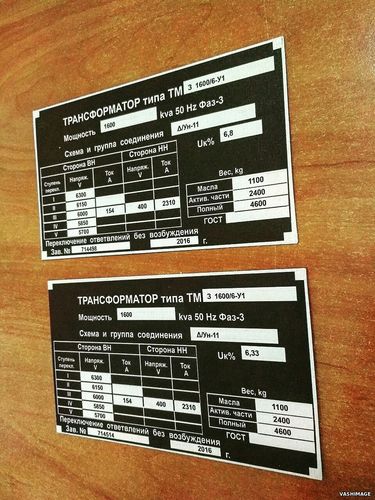 ТРАНСФОРМАТОР типа ТМ З 1600/6-У1
Мощность 1600 kva 50 Hz Фаз-3
Схема и группа соединения Д/Ун-11
Uк% 6,8
Сторона ВН Сторона НН
Ступень перекл. Напряж. V Ток А Напряж. V Ток А
I 6300
II 6150
III 6000 154 400 2310
IV 5850
V 5700
Вес, kg
Масла 1100
Актив. части 2400
Полный 4600
ГОСТ
Переключение ответвлений без возбуждения
Зав. № 714498 2016 г.
ТРАНСФОРМАТОР типа ТМ З 1600/6-У1
Мощность 1600 kva 50 Hz Фаз-3
Схема и группа соединения Д/Ун-11
Uк% 6,33
Сторона ВН Сторона НН
Ступень перекл. Напряж. V Ток А Напряж. V Ток А
I 6300
II 6150
III 6000 154 400 2310
IV 5850
V 5700
Вес, kg
Масла 1100
Актив. части 2400
Полный 4600
ГОСТ
Переключение ответвлений без возбуждения
Зав. № 714514 2016 г.
VASHIMAGE